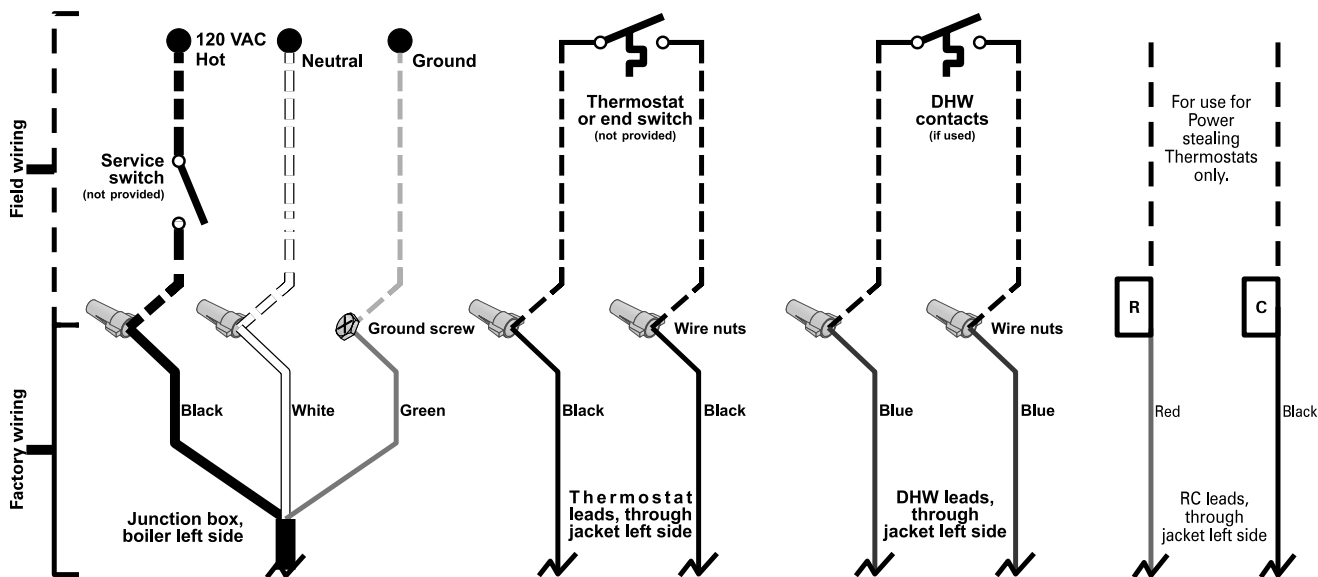 Field wiring
Factory wiring
120 VAC
Hot
Neutral
Ground
Service
switch
(not provided)
Ground screw
Black
White
Green
Junction box,
boiler left side
Thermostat
or end switch
(not provided)
Wire nuts
Black
Black
Thermostat
leads, through
jacket left side
DHW
contacts
(if used)
Wire nuts
Blue
Blue
DHW leads,
through
jacket left side
For use for
Power
stealing
Thermostats
only.
R
C
Red
Black
RC leads,
through
jacket left side